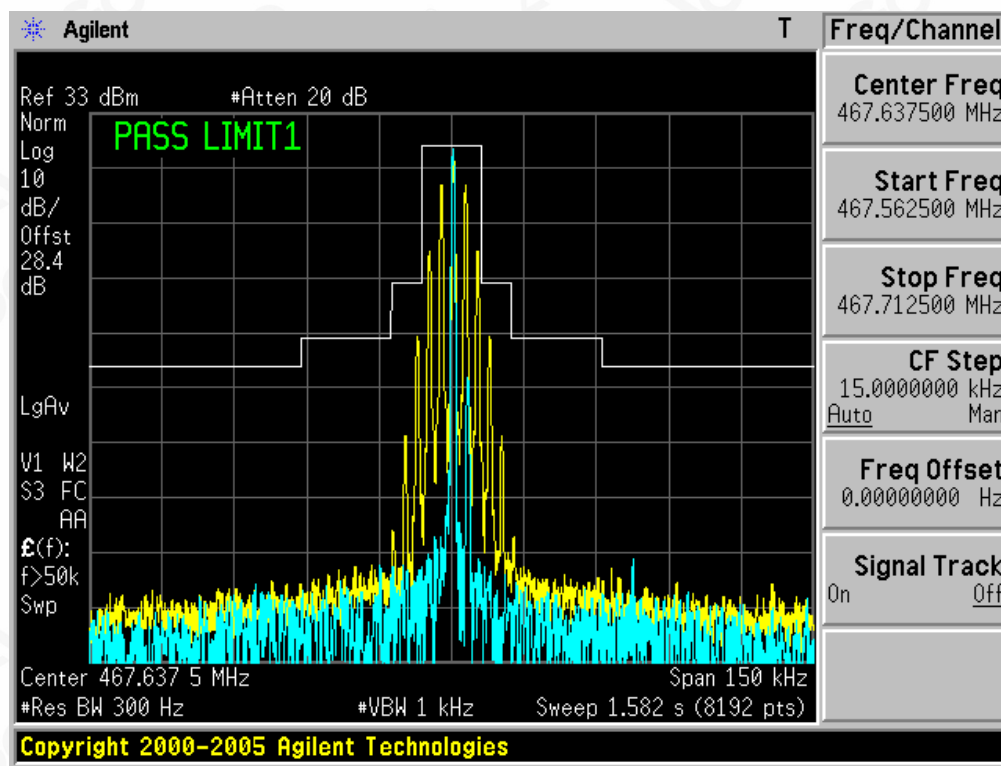 Agilent T
Freq/Channel
Ref 33 dBm #Atten 20 dB
Norm
Log
10
dB/
Offst
28.4
dB
PASS LIMIT1
LgAv
V1 W2
S3 FC
AA
£(f):
f>50k
Swp
Center 467.637 5 MHz Span 150 kHz
#Res BW 300 Hz #VBW 1 kHz Sweep 1.582 s (8192 pts)
Copyright 2000-2005 Agilent Technologies
Center Freq
467.637500 MHz
Start Freq
467.562500 MHz
Stop Freq
467.712500 MHz
CF Step
15.0000000 kHz
Auto Man
Freq Offset
0.00000000 Hz
Signal Track
On Off